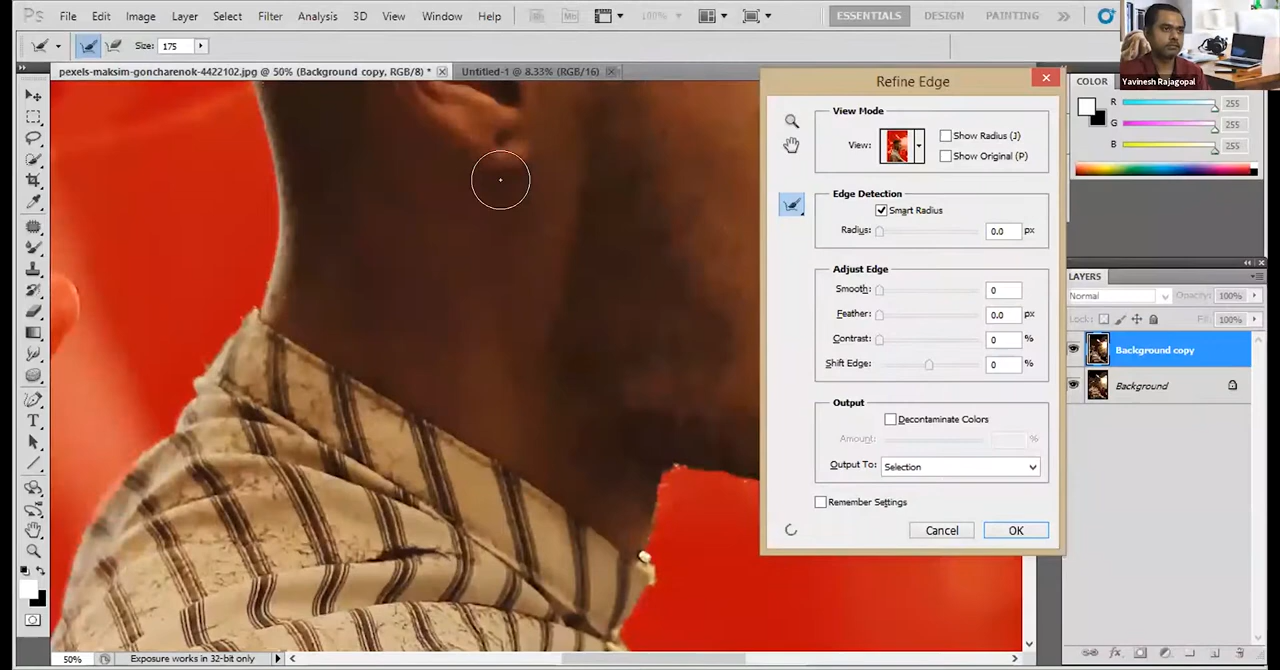 Ps File Edit Image Layer Select Filter Analysis 3D View Window Help Mb 100% ESSENTIALS DESIGN PAINTING
Size: 175
Yavinesh Rajagopal
pexels-maksim-goncharenok-4422102.jpg @ 50% (Background copy, RGB/8) * Untitled-1 @ 8.33% (RGB/16)
Refine Edge
View Mode
View:
Show Radius (J)
Show Original (P)
Edge Detection
Smart Radius
Radius: 0.0 px
Adjust Edge
Smooth: 0
Feather: 0.0 px
Contrast: 0 %
Shift Edge: 0 %
Output
Decontaminate Colors
Amount: %
Output To: Selection
Remember Settings
Cancel OK
COLOR
R 255
G 255
B 255
LAYERS
Normal Opacity: 100%
Lock: Fill: 100%
Background copy
Background
fx
T
50% Exposure works in 32-bit only